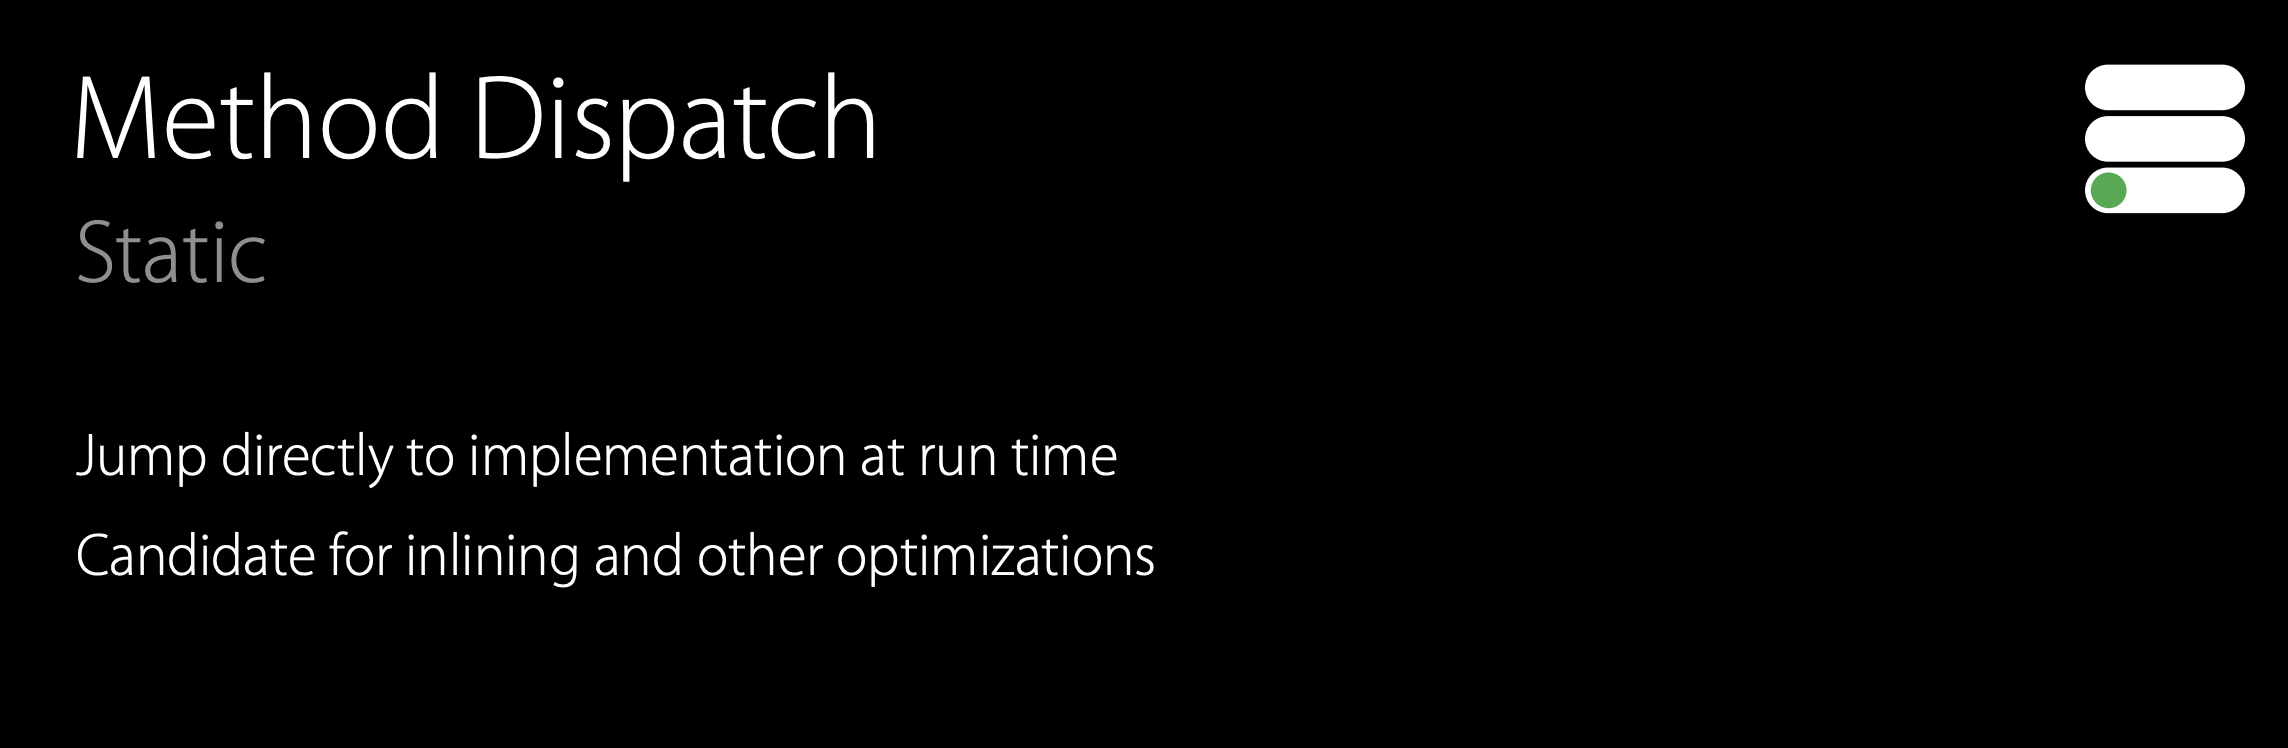 Method Dispatch
Static
Jump directly to implementation at run time
Candidate for inlining and other optimizations